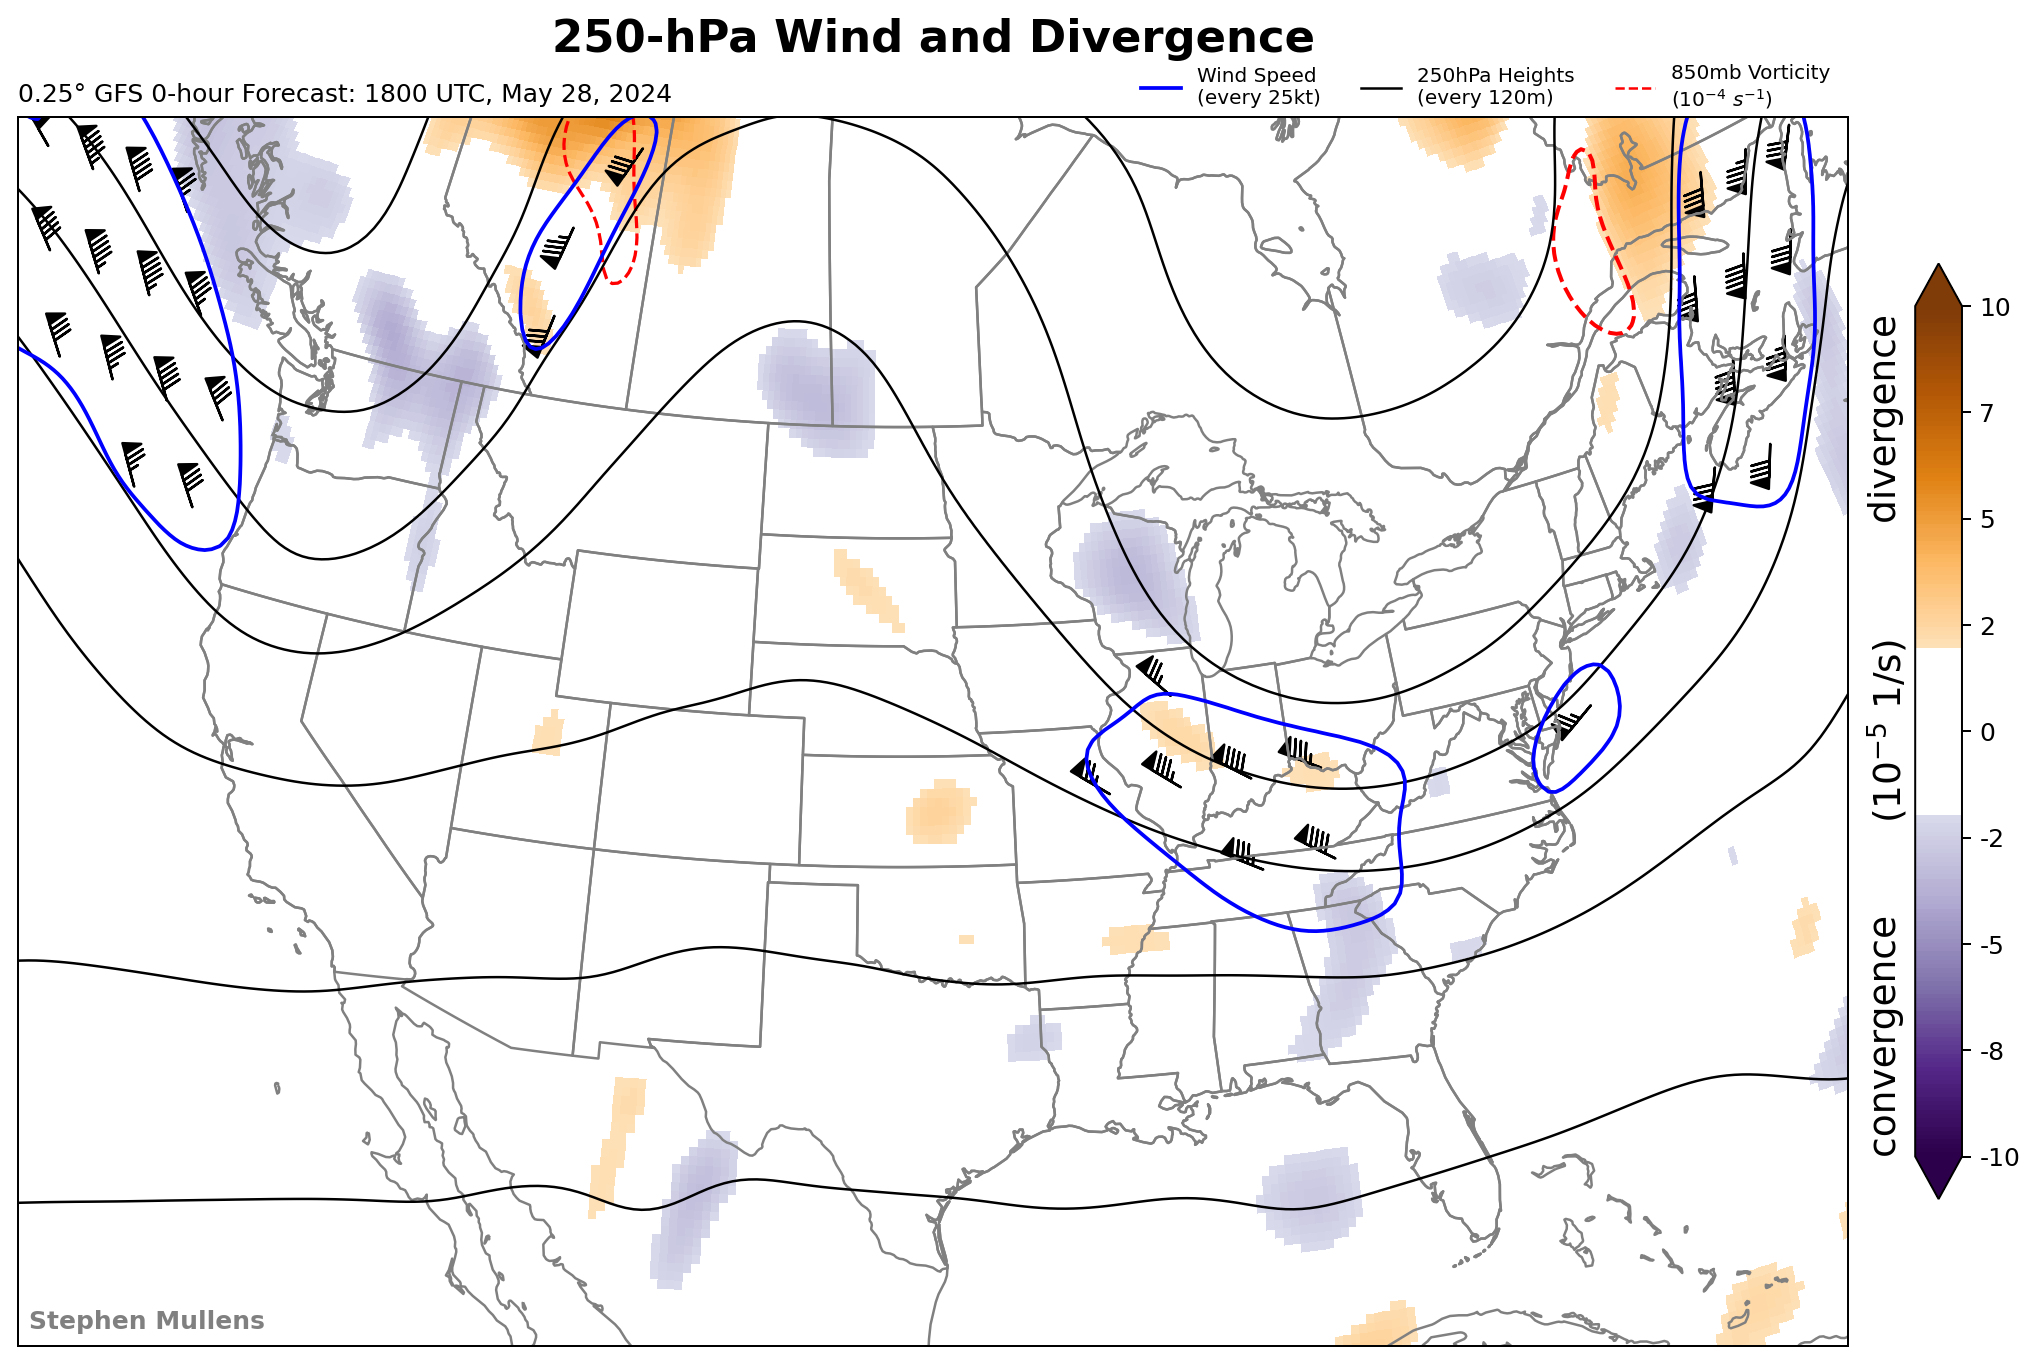 250-hPa Wind and Divergence
0.25° GFS 0-hour Forecast: 1800 UTC, May 28, 2024
Wind Speed
(every 25kt)
250hPa Heights
(every 120m)
850mb Vorticity
(10⁻⁴ s⁻¹)
10
7
5
2
0
-2
-5
-8
-10
divergence
(10⁻⁵ 1/s)
convergence
Stephen Mullens